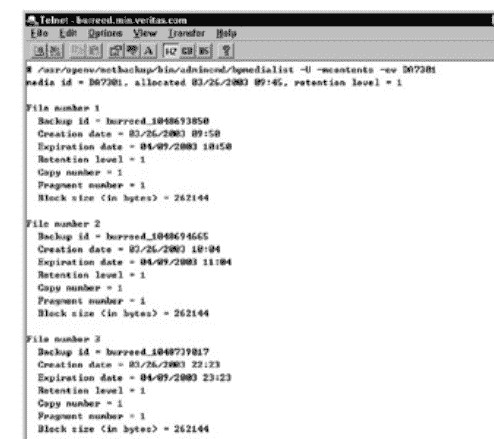 Telnet - burreed.min.veritas.com
File Edit Options View Transfer Help
# /usr/openv/netbackup/bin/admincmd/bpmedialist -U -mcontents -ev DA7301
media id = DA7301, allocated 03/26/2003 09:45, retention level = 1
File number 1
Backup id = burreed_1048693850
Creation date = 03/26/2003 09:50
Expiration date = 04/09/2003 10:50
Retention level = 1
Copy number = 1
Fragment number = 1
Block size (in bytes) = 262144
File number 2
Backup id = burreed_1048694665
Creation date = 03/26/2003 10:04
Expiration date = 04/09/2003 11:04
Retention level = 1
Copy number = 1
Fragment number = 1
Block size (in bytes) = 262144
File number 3
Backup id = burreed_1048739017
Creation date = 03/26/2003 22:23
Expiration date = 04/09/2003 23:23
Retention level = 1
Copy number = 1
Fragment number = 1
Block size (in bytes) = 262144